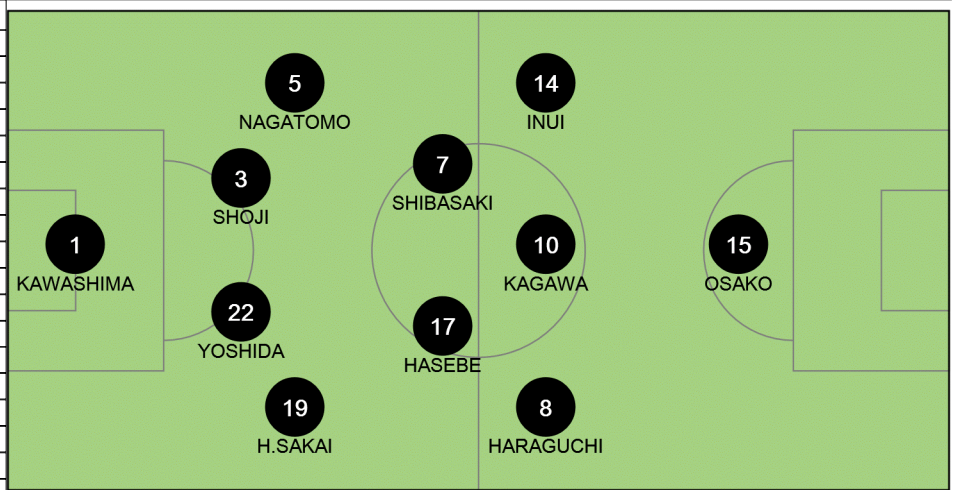 5
NAGATOMO
14
INUI
3
SHOJI
7
SHIBASAKI
1
KAWASHIMA
10
KAGAWA
15
OSAKO
22
YOSHIDA
17
HASEBE
19
H.SAKAI
8
HARAGUCHI